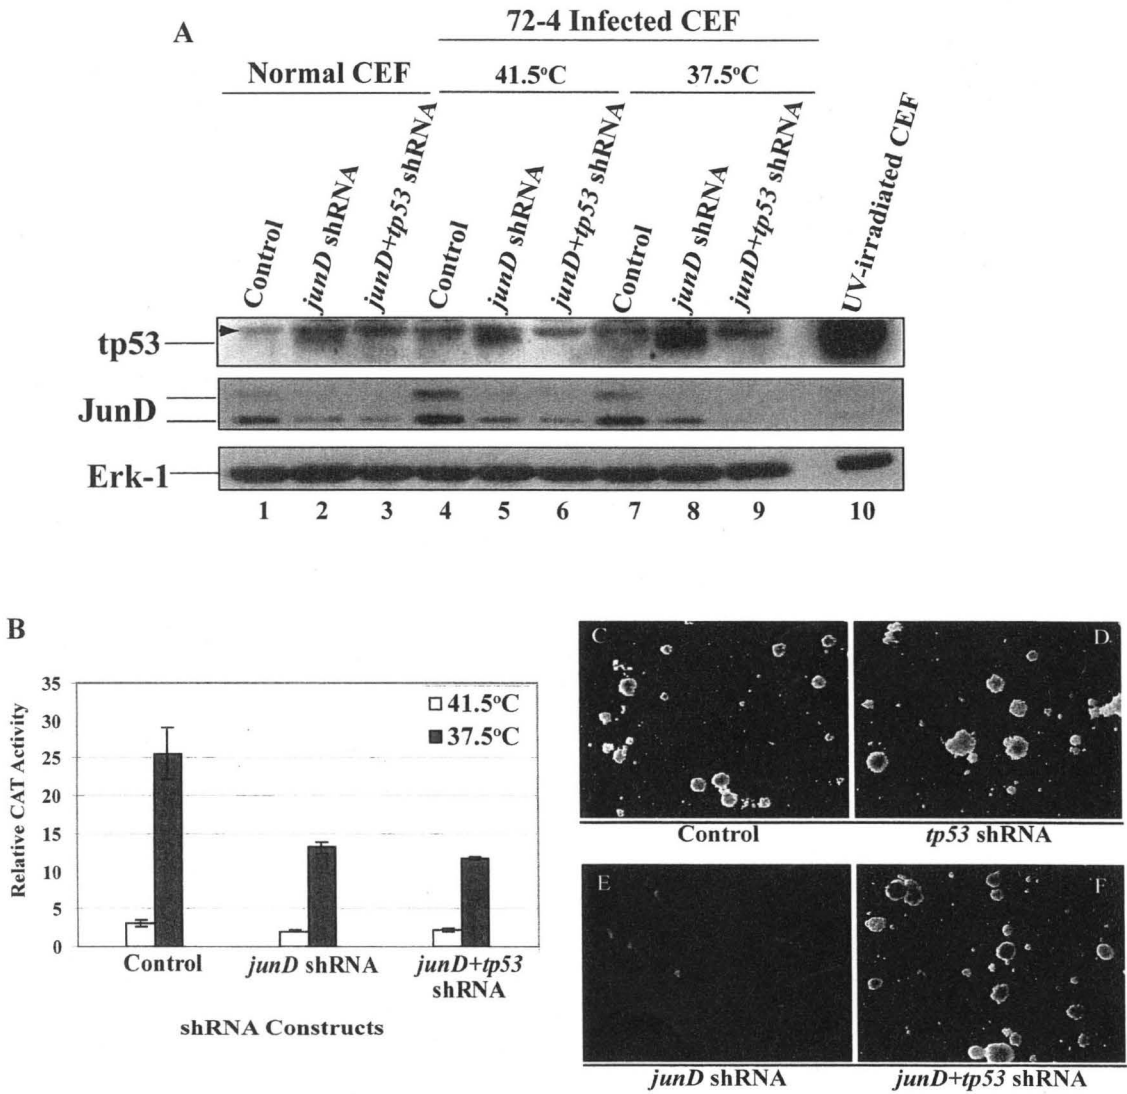 A
72-4 Infected CEF
Normal CEF
41.5°C
37.5°C
Control
junD shRNA
junD+tp53 shRNA
Control
junD shRNA
junD+tp53 shRNA
Control
junD shRNA
junD+tp53 shRNA
UV-irradiated CEF
tp53
JunD
Erk-1
1 2 3 4 5 6 7 8 9 10
B
35
30
25
20
15
10
5
0
Relative CAT Activity
41.5°C
37.5°C
Control
junD shRNA
junD+tp53
shRNA
shRNA Constructs
C
D
Control
tp53 shRNA
E
F
junD shRNA
junD+tp53 shRNA